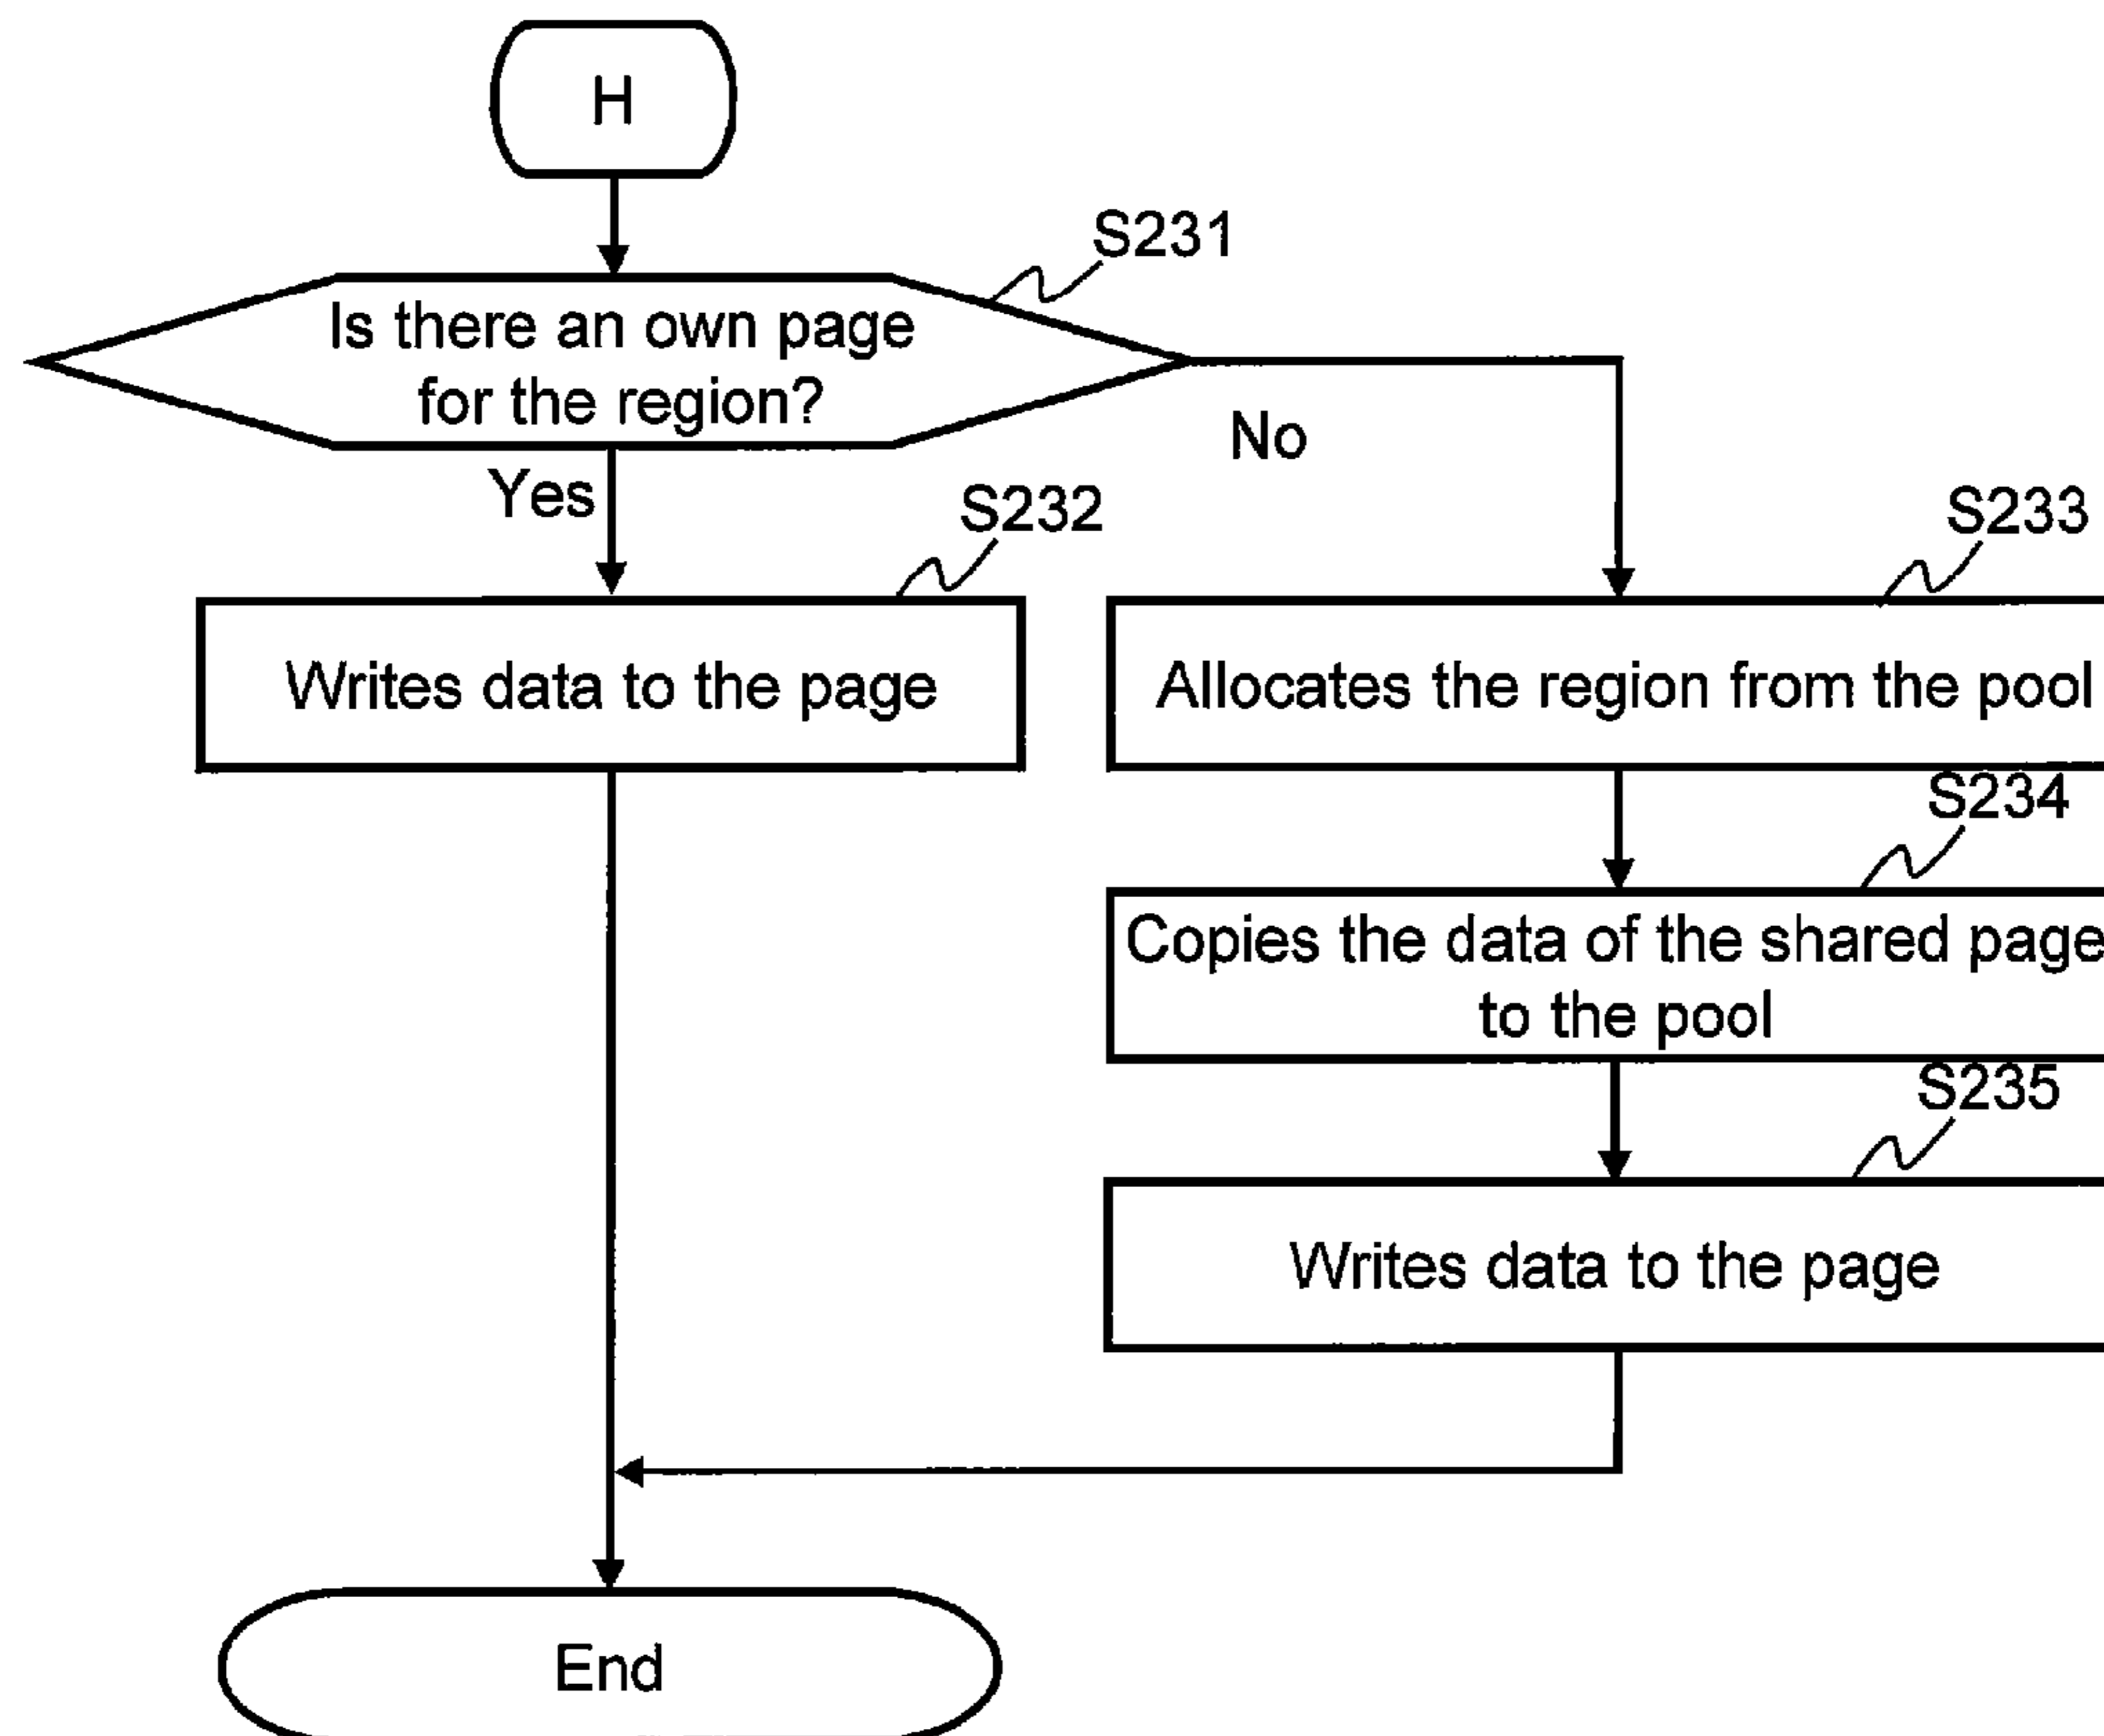 H
S231
Is there an own page
for the region?
No
Yes
S232
S233
Writes data to the page
Allocates the region from the pool
S234
Copies the data of the shared page
to the pool
S235
Writes data to the page
End